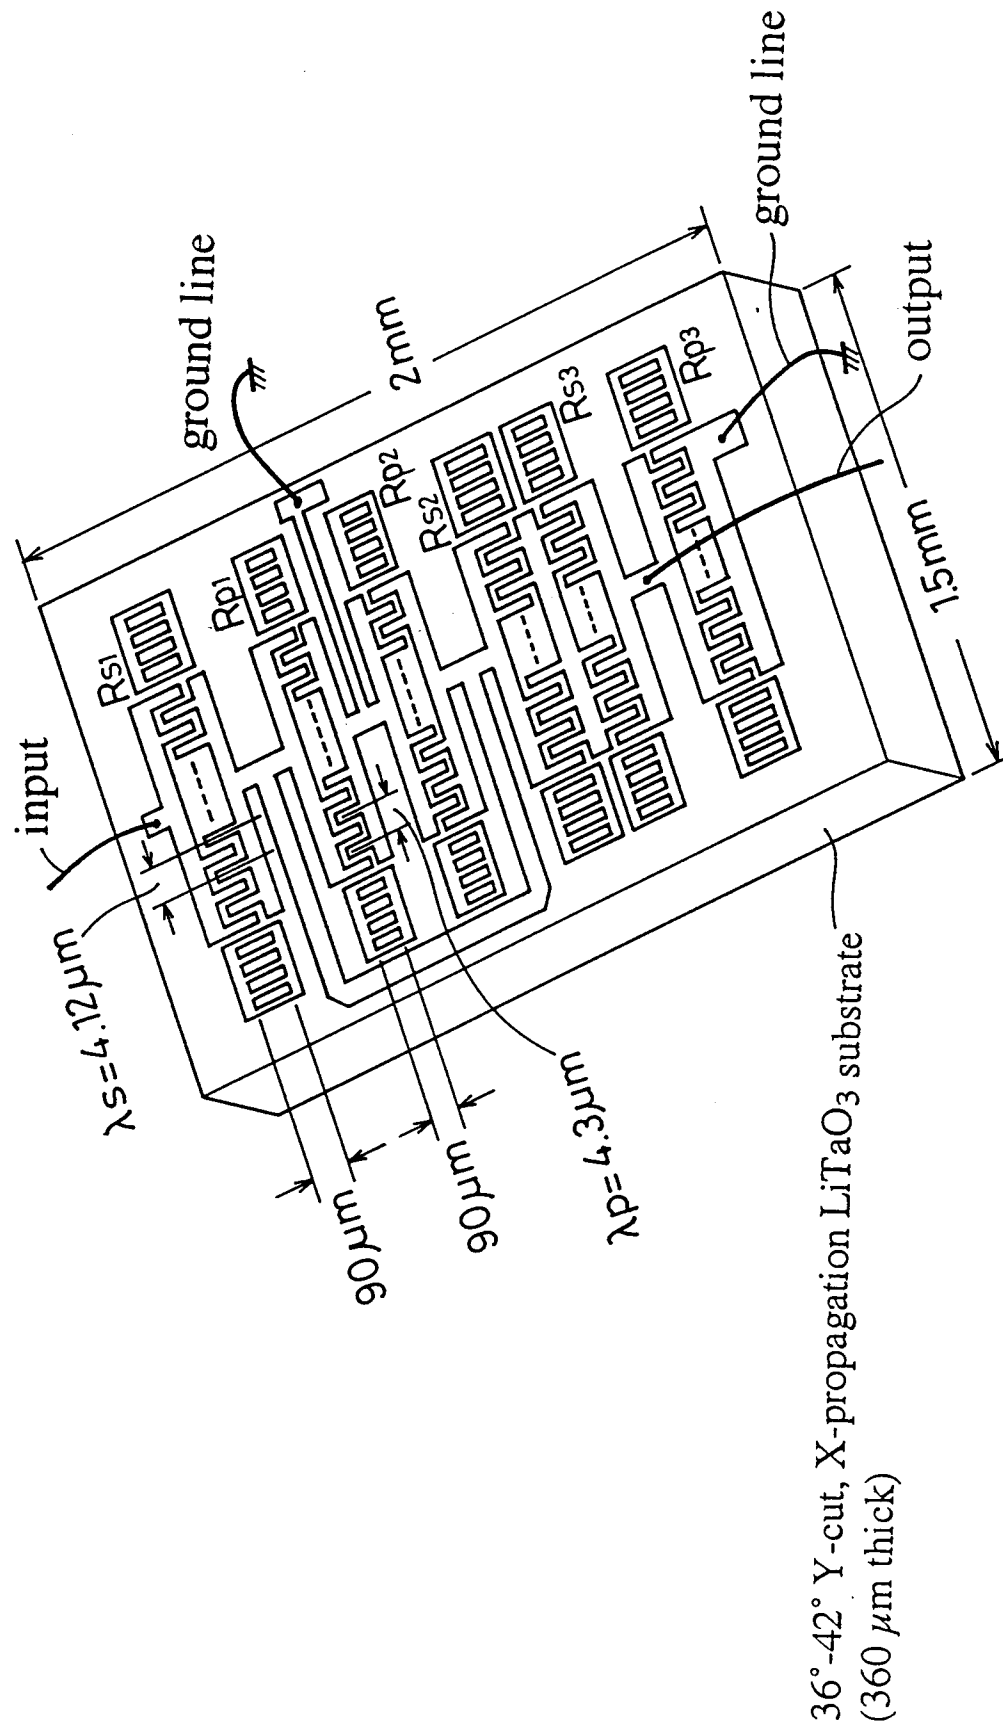 input
λs=4.12μm
Rs1
ground line
Rp1
2mm
Rp2
Rs2
Rs3
Rp3
ground line
output
1.5mm
90μm
90μm
λp=4.3μm
36°-42° Y-cut, X-propagation LiTaO3 substrate
(360 μm thick)